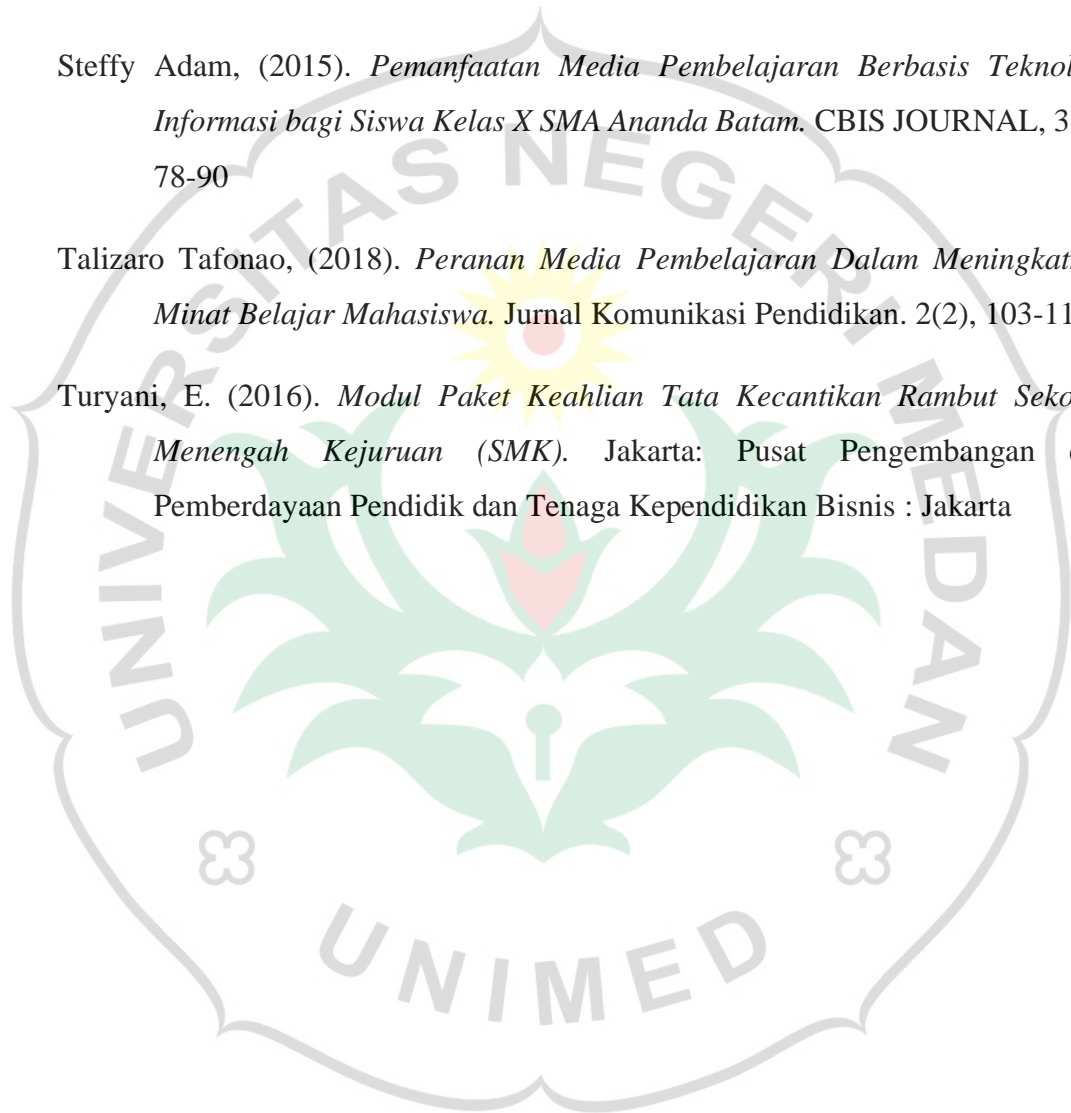 Steffy Adam, (2015). Pemanfaatan Media Pembelajaran Berbasis Teknol
Informasi bagi Siswa Kelas X SMA Ananda Batam. CBIS JOURNAL, 3
78-90
Talizaro Tafonao, (2018). Peranan Media Pembelajaran Dalam Meningkat
Minat Belajar Mahasiswa. Jurnal Komunikasi Pendidikan. 2(2), 103-11
Turyani, E. (2016). Modul Paket Keahlian Tata Kecantikan Rambut Seko
Menengah Kejuruan (SMK). Jakarta: Pusat Pengembangan
Pemberdayaan Pendidik dan Tenaga Kependidikan Bisnis : Jakarta
UNIVERSITAS NEGERI MEDAN
UNIMED